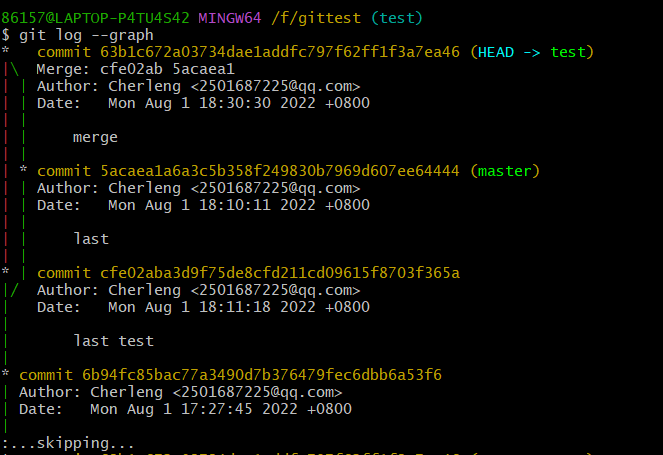 86157@LAPTOP-P4TU4S42 MINGW64 /f/gittest (test)
$ git log --graph
*   commit 63b1c672a03734dae1addfc797f62ff1f3a7ea46 (HEAD -> test)
|\  Merge: cfe02ab 5acaea1
| | Author: Cherleng <2501687225@qq.com>
| | Date:   Mon Aug 1 18:30:30 2022 +0800
| |
| |     merge
| |
| * commit 5acaea1a6a3c5b358f249830b7969d607ee64444 (master)
| | Author: Cherleng <2501687225@qq.com>
| | Date:   Mon Aug 1 18:10:11 2022 +0800
| |
| |     last
| |
* | commit cfe02aba3d9f75de8cfd211cd09615f8703f365a
|/  Author: Cherleng <2501687225@qq.com>
|   Date:   Mon Aug 1 18:11:18 2022 +0800
|
|       last test
|
* commit 6b94fc85bac77a3490d7b376479fec6dbb6a53f6
| Author: Cherleng <2501687225@qq.com>
| Date:   Mon Aug 1 17:27:45 2022 +0800
|
:...skipping...